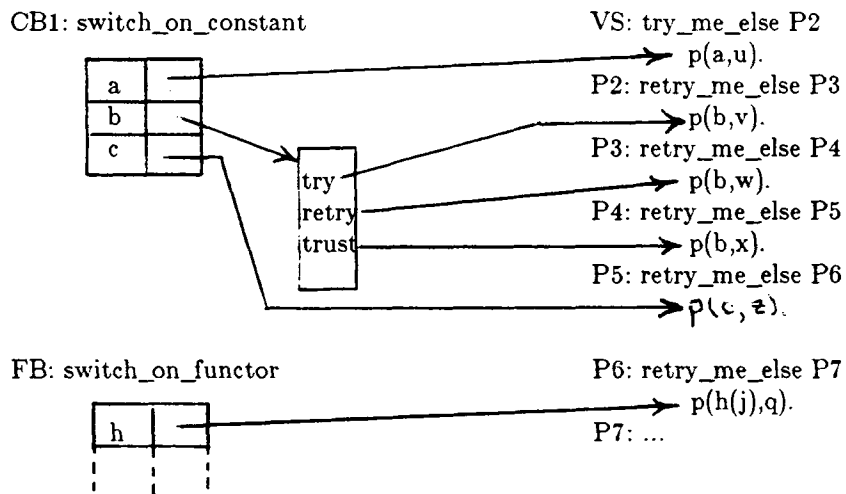 CB1: switch_on_constant
VS: try_me_else P2
a
p(a,u).
P2: retry_me_else P3
b
p(b,v).
c
P3: retry_me_else P4
try
p(b,w).
retry
P4: retry_me_else P5
trust
p(b,x).
P5: retry_me_else P6
p(c,z).
FB: switch_on_functor
P6: retry_me_else P7
h
p(h(j),q).
P7: ...